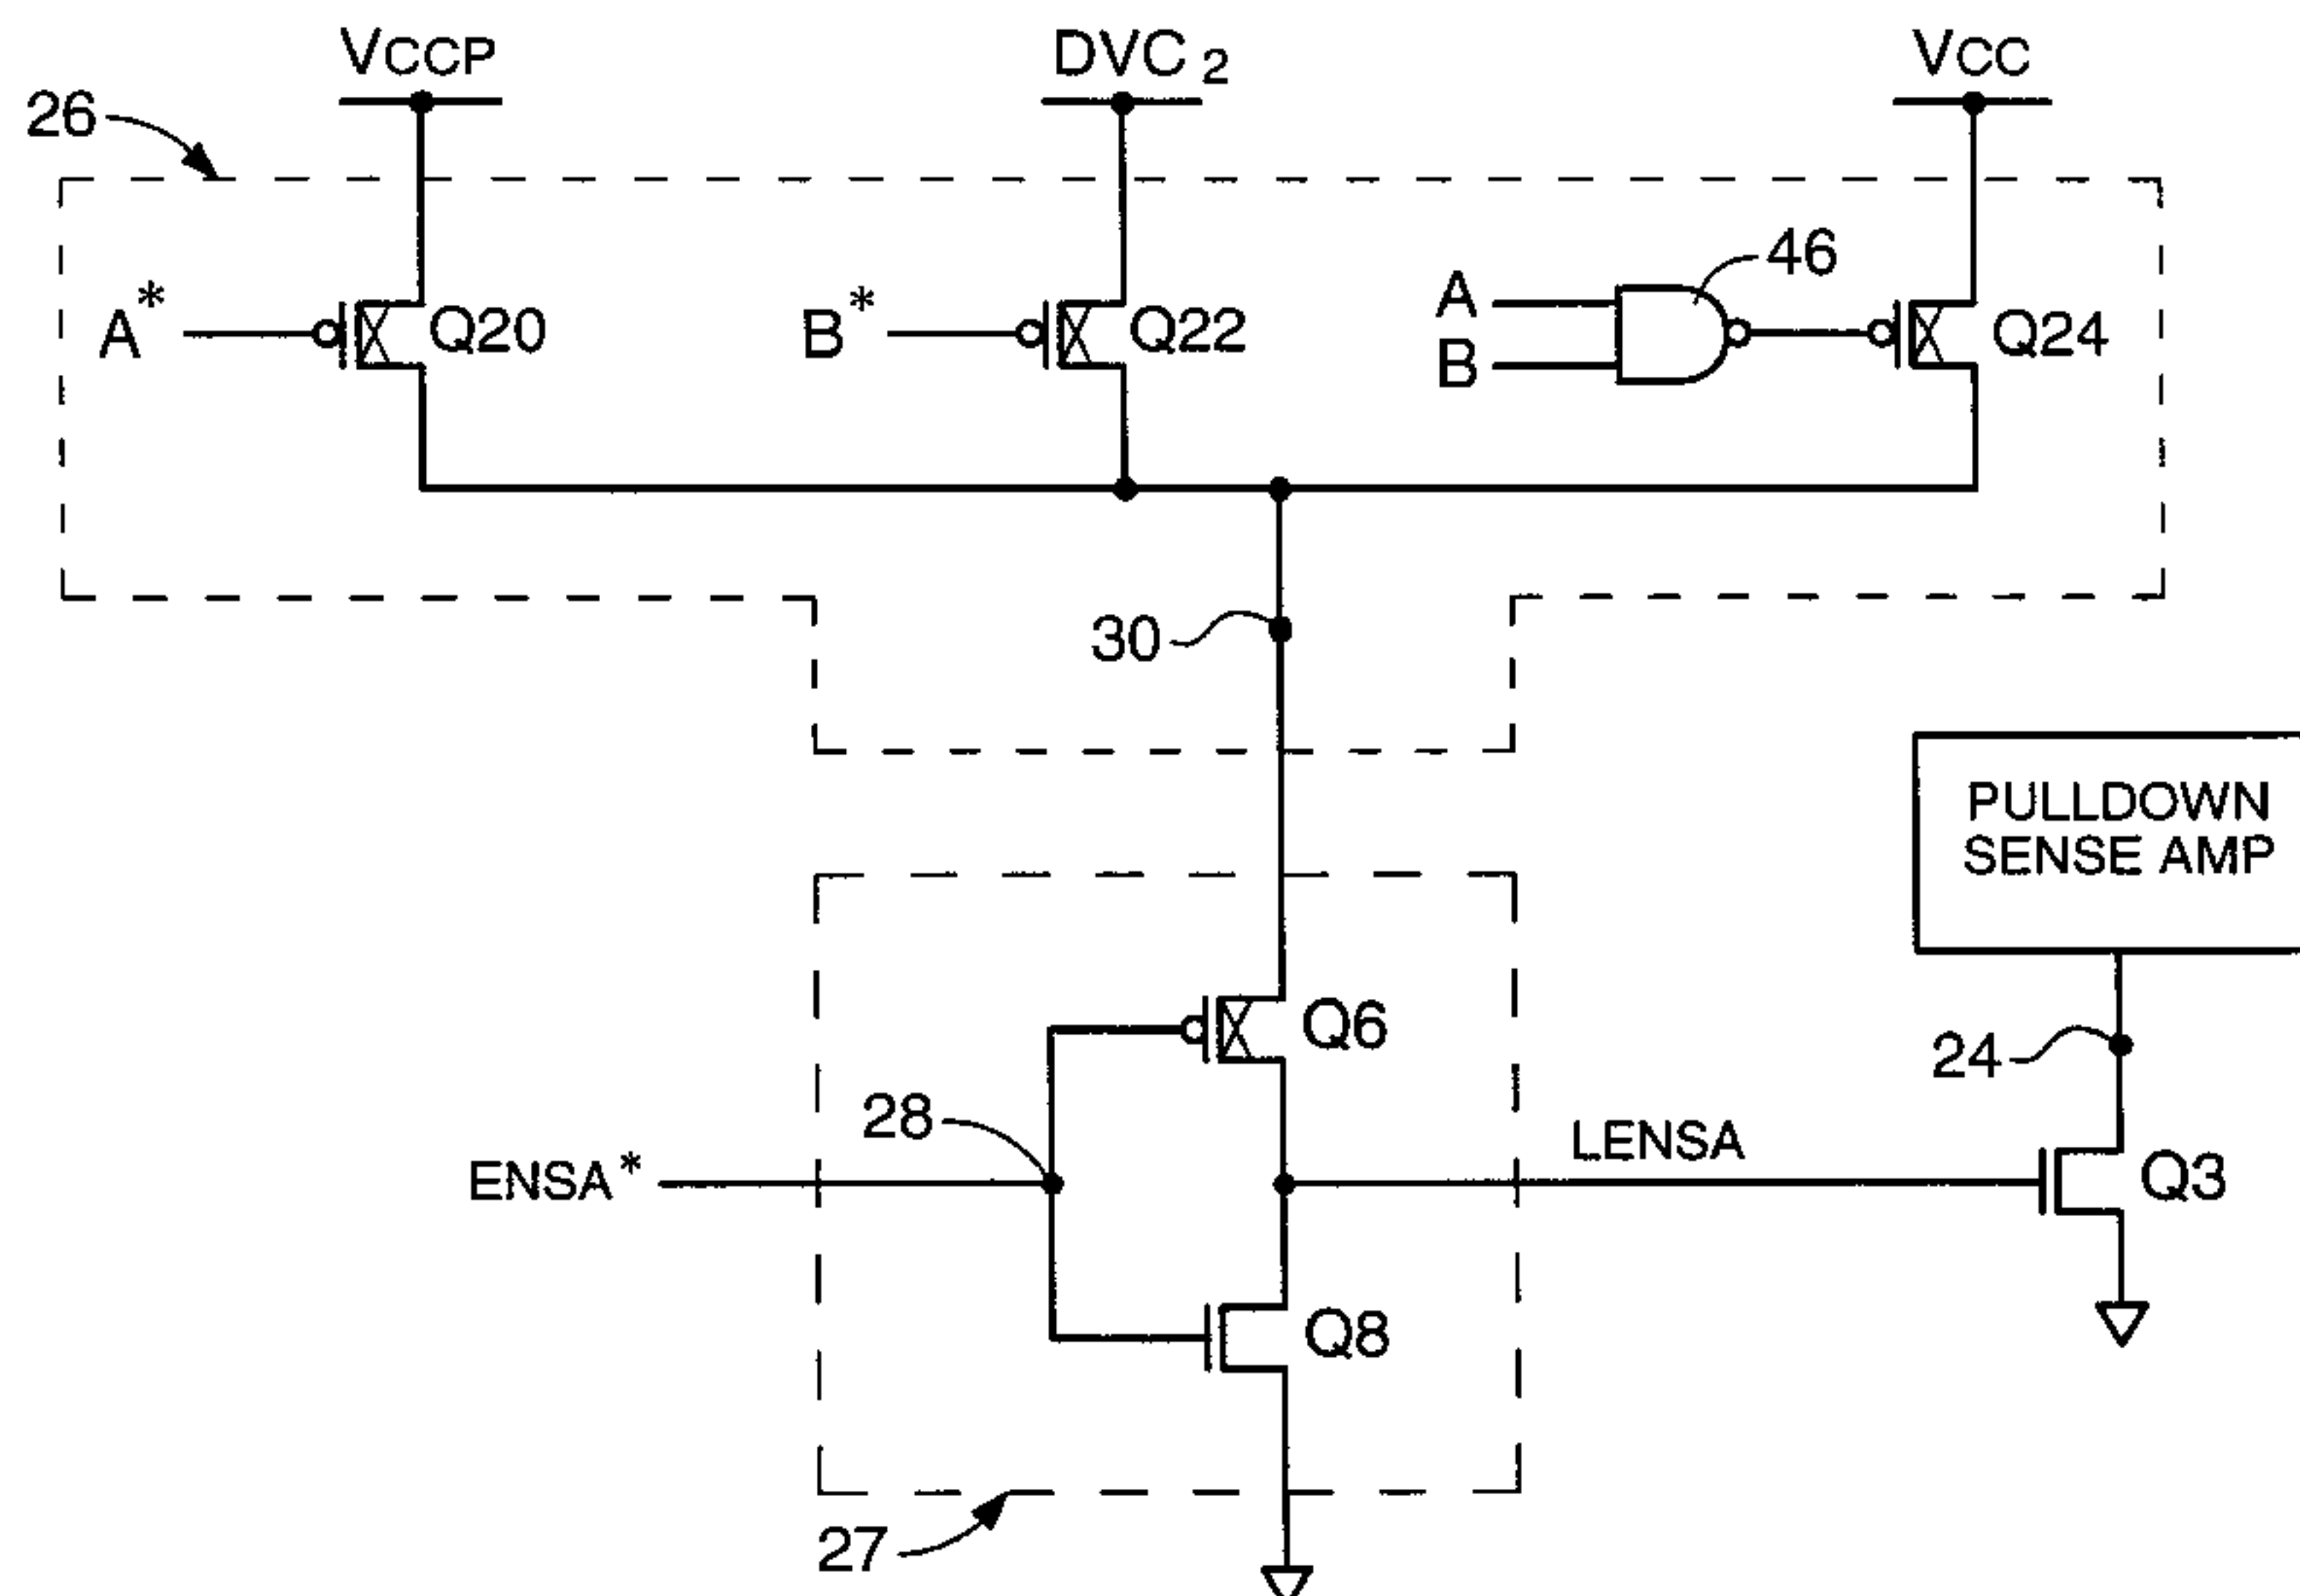 VCCP
DVC 2
VCC
26
A*
Q20
B*
Q22
A
B
46
Q24
30
PULLDOWN
SENSE AMP
Q6
24
28
ENSA*
LENSA
Q3
Q8
27